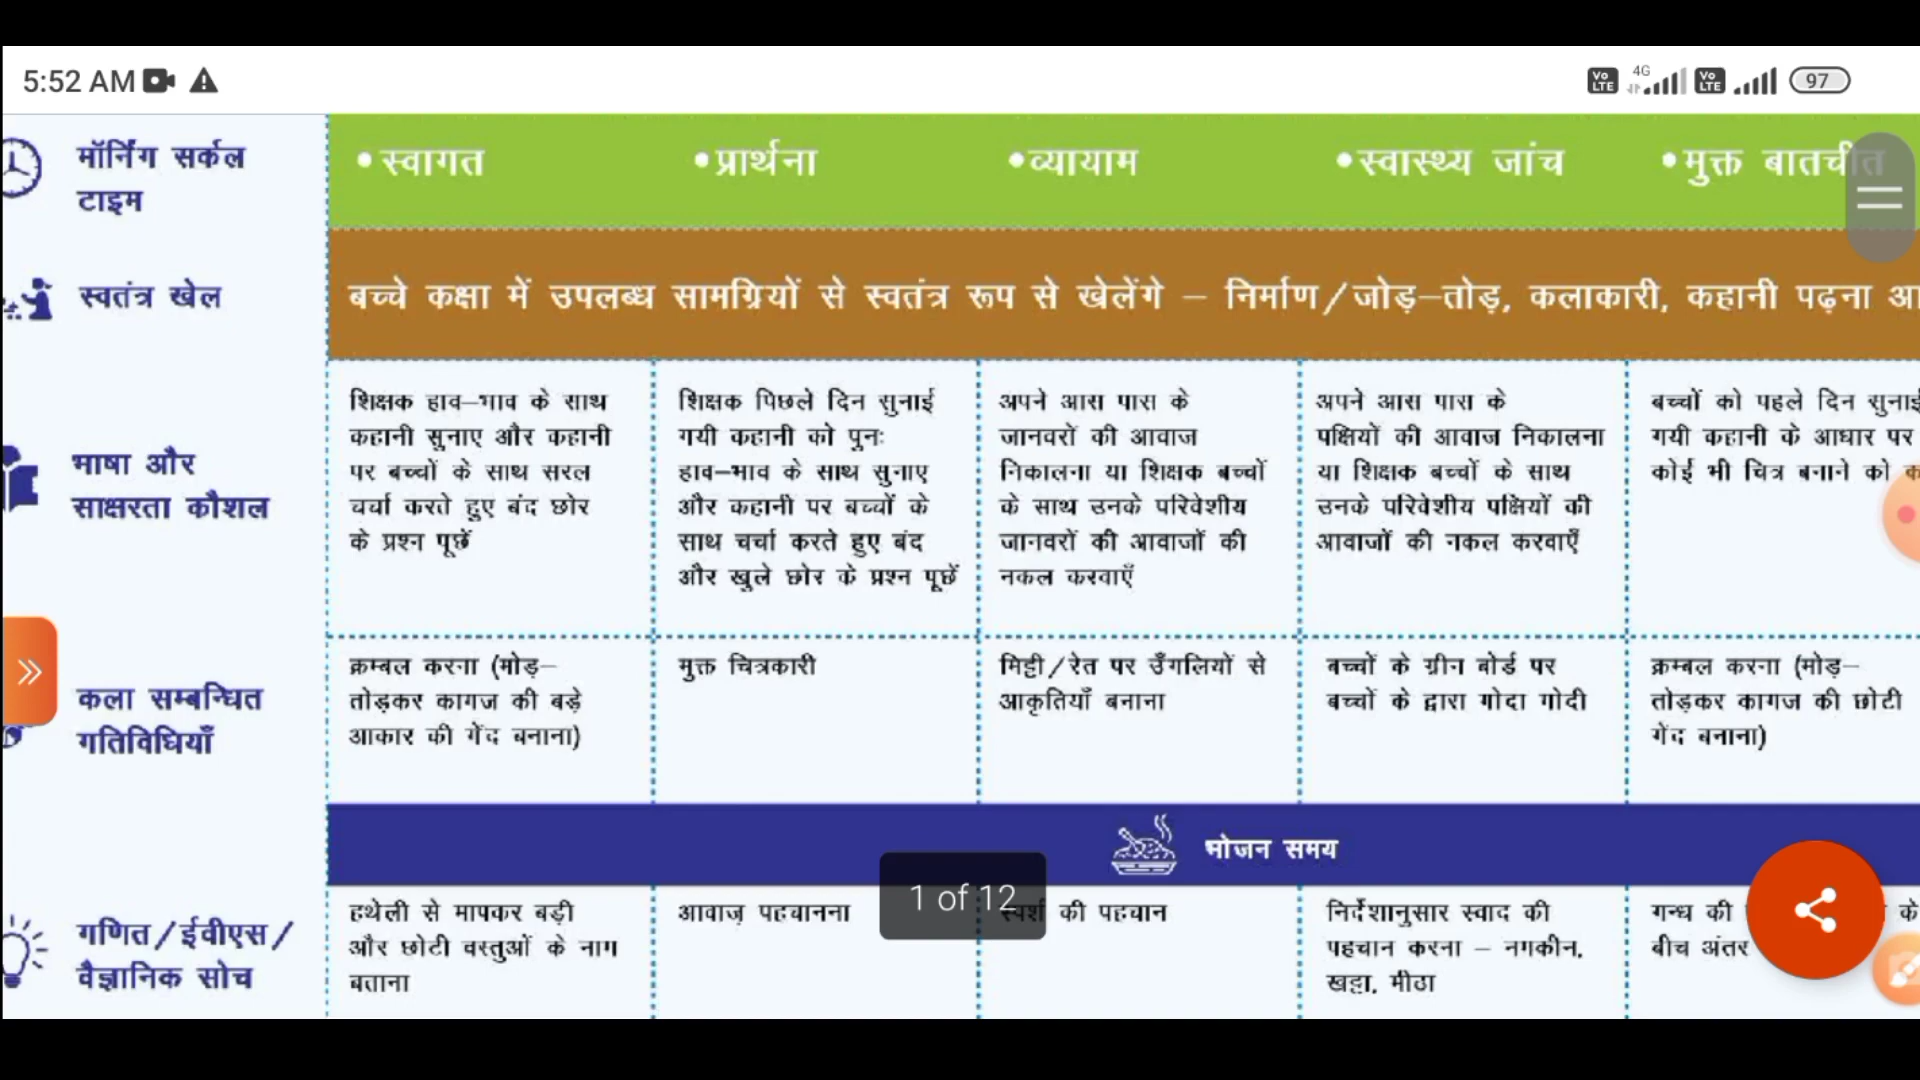 5:52 AM
Vo LTE 4G Vo LTE 97
मॉर्निंग सर्कल
टाइम
•स्वागत •प्रार्थना •व्यायाम •स्वास्थ्य जांच •मुक्त बातचीत
स्वतंत्र खेल
बच्चे कक्षा में उपलब्ध सामग्रियों से स्वतंत्र रूप से खेलेंगे – निर्माण/जोड़–तोड़, कलाकारी, कहानी पढ़ना
भाषा और
साक्षरता कौशल
शिक्षक हाव–भाव के साथ
कहानी सुनाए और कहानी
पर बच्चों के साथ सरल
चर्चा करते हुए बंद छोर
के प्रश्न पूछें
शिक्षक पिछले दिन सुनाई
गयी कहानी को पुनः
हाव–भाव के साथ सुनाए
और कहानी पर बच्चों के
साथ चर्चा करते हुए बंद
और खुले छोर के प्रश्न पूछें
अपने आस पास के
जानवरों की आवाज
निकालना या शिक्षक बच्चों
के साथ उनके परिवेशीय
जानवरों की आवाजों की
नकल करवाएँ
अपने आस पास के
पक्षियों की आवाज निकालना
या शिक्षक बच्चों के साथ
उनके परिवेशीय पक्षियों की
आवाजों की नकल करवाएँ
बच्चों को पहले दिन सुनाई
गयी कहानी के आधार पर
कोई भी चित्र बनाने को
कला सम्बन्धित
गतिविधियाँ
क्रम्बल करना (मोड़–
तोड़कर कागज की बड़े
आकार की गेंद बनाना)
मुक्त चित्रकारी
मिट्टी/रेत पर उँगलियों से
आकृतियाँ बनाना
बच्चों के ग्रीन बोर्ड पर
बच्चों के द्वारा गोदा गोदी
क्रम्बल करना (मोड़–
तोड़कर कागज की छोटी
गेंद बनाना)
भोजन समय
1 of 12
गणित/ईवीएस/
वैज्ञानिक सोच
हथेली से मापकर बड़ी
और छोटी वस्तुओं के नाम
बताना
आवाज़ पहचानना
स्पर्श की पहचान
निर्देशानुसार स्वाद की
पहचान करना – नमकीन,
खट्टा, मीठा
गन्ध की के
बीच अंतर